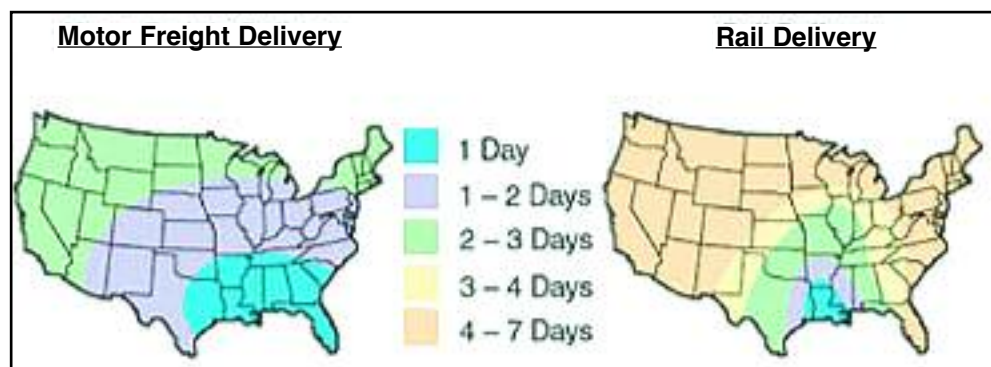 Motor Freight Delivery
Rail Delivery
1 Day
1 – 2 Days
2 – 3 Days
3 – 4 Days
4 – 7 Days